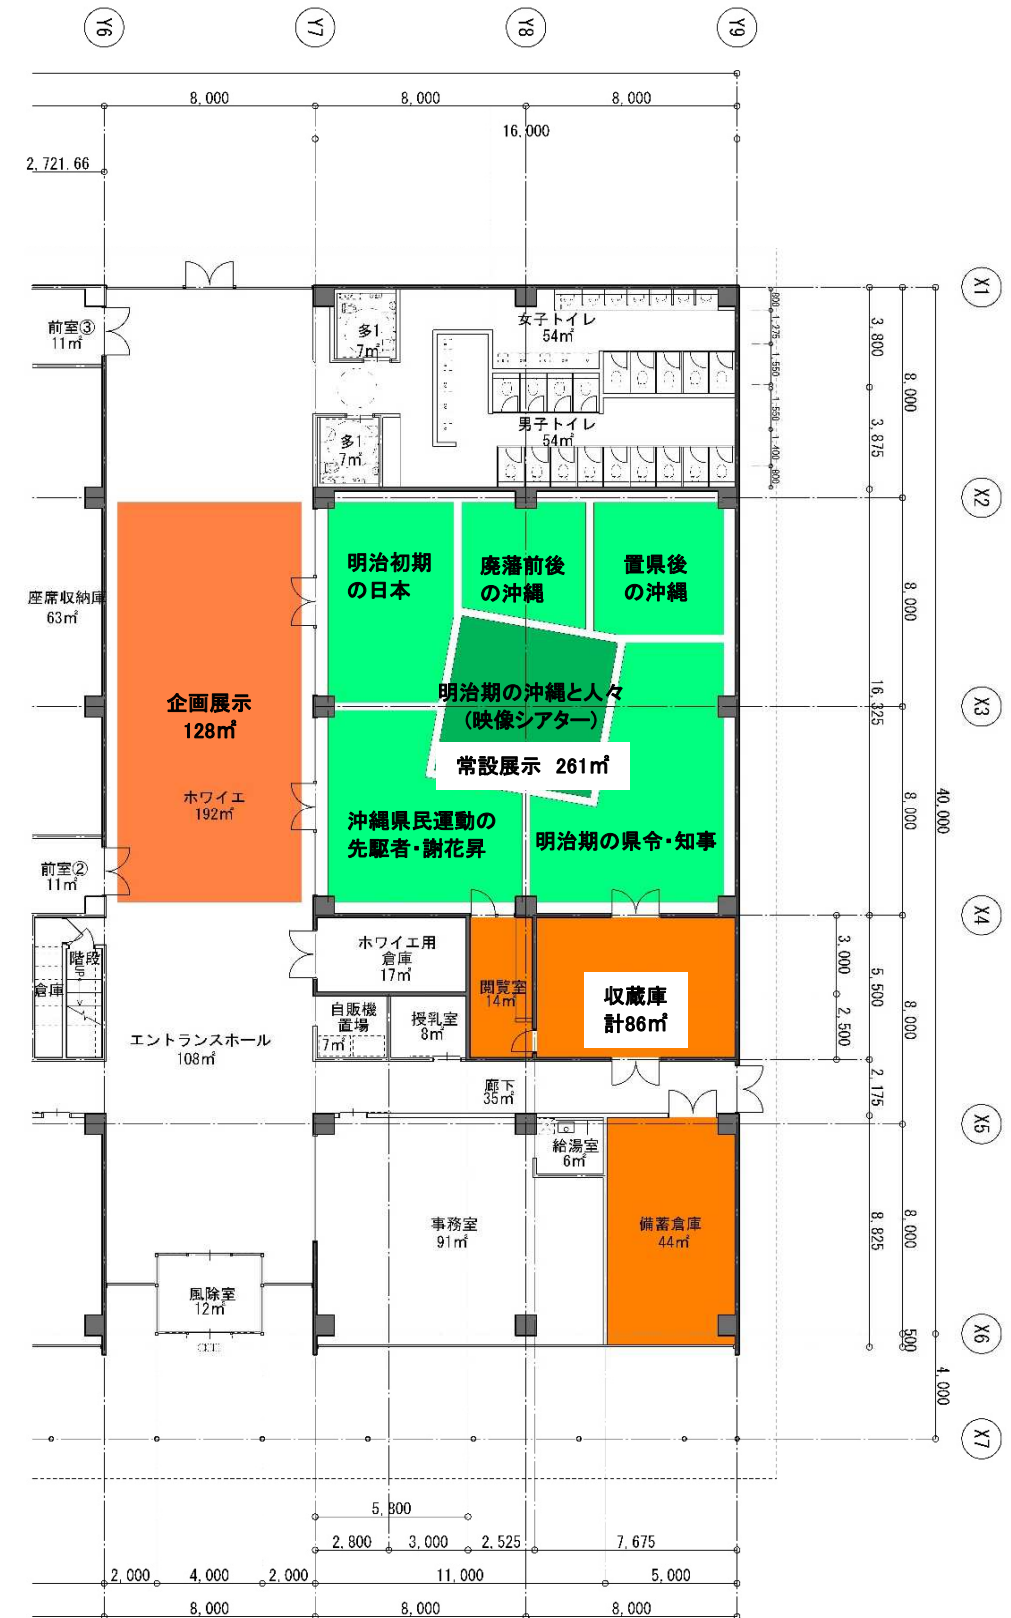 Y6
Y7
Y8
Y9
8,000
8,000
8,000
16,000
2,721.66
X1
前室③
11㎡
多1
7㎡
女子トイレ
54㎡
男子トイレ
54㎡
多1
7㎡
800
1,275
1,550
1,550
1,400
800
3,800
3,875
8,000
X2
座席収納庫
63㎡
明治初期
の日本
廃藩前後
の沖縄
置県後
の沖縄
8,000
企画展示
128㎡
明治期の沖縄と人々
(映像シアター)
16,325
X3
常設展示 261㎡
ホワイエ
192㎡
沖縄県民運動の
先駆者・謝花昇
明治期の県令・知事
8,000
40,000
前室②
11㎡
X4
階段
UP
倉庫
ホワイエ用
倉庫
17㎡
閲覧室
14㎡
収蔵庫
計86㎡
3,000
2,500
5,500
8,000
自販機
置場
7㎡
授乳室
8㎡
エントランスホール
108㎡
廊下
35㎡
2,175
X5
給湯室
6㎡
事務室
91㎡
備蓄倉庫
44㎡
8,825
8,000
風除室
12㎡
500
X6
4,000
X7
5,800
2,800
3,000
2,525
7,675
2,000
4,000
2,000
11,000
5,000
8,000
8,000
8,000